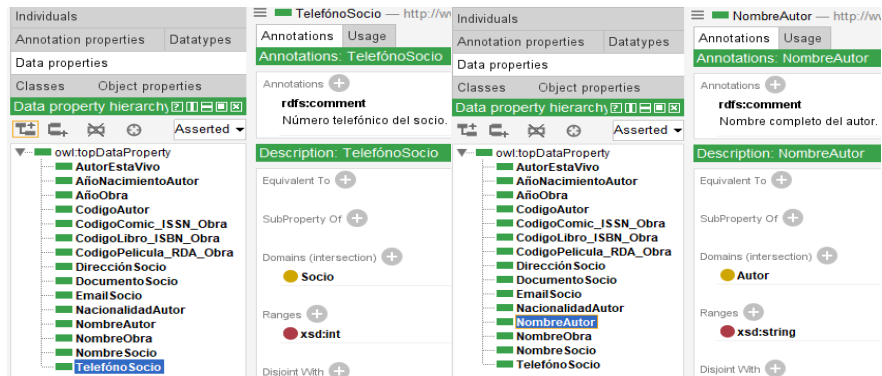 Individuals
Annotation properties Datatypes
Data properties
Classes Object properties
Data property hierarchy
Asserted
owl:topDataProperty
AutorEstaVivo
AñoNacimientoAutor
AñoObra
CodigoAutor
CodigoComic_ISSN_Obra
CodigoLibro_ISBN_Obra
CodigoPelicula_RDA_Obra
DirecciónSocio
DocumentoSocio
EmailSocio
NacionalidadAutor
NombreAutor
NombreObra
NombreSocio
TelefónoSocio
TelefónoSocio — http://w
Annotations Usage
Annotations: TelefónoSocio
Annotations
rdfs:comment
Número telefónico del socio.
Description: TelefónoSocio
Equivalent To
SubProperty Of
Domains (intersection)
Socio
Ranges
xsd:int
Disjoint With
Individuals
Annotation properties Datatypes
Data properties
Classes Object properties
Data property hierarchy
Asserted
owl:topDataProperty
AutorEstaVivo
AñoNacimientoAutor
AñoObra
CodigoAutor
CodigoComic_ISSN_Obra
CodigoLibro_ISBN_Obra
CodigoPelicula_RDA_Obra
DirecciónSocio
DocumentoSocio
EmailSocio
NacionalidadAutor
NombreAutor
NombreObra
NombreSocio
TelefónoSocio
NombreAutor — http://w
Annotations Usage
Annotations: NombreAutor
Annotations
rdfs:comment
Nombre completo del autor.
Description: NombreAutor
Equivalent To
SubProperty Of
Domains (intersection)
Autor
Ranges
xsd:string
Disjoint With